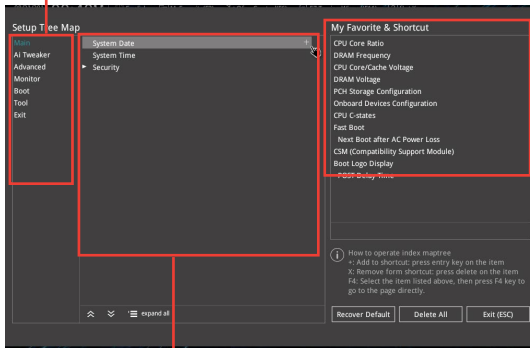 Setup Tree Map
Main
Ai Tweaker
Advanced
Monitor
Boot
Tool
Exit
System Date +
System Time
Security
expand all
My Favorite & Shortcut
CPU Core Ratio
DRAM Frequency
CPU Core/Cache Voltage
DRAM Voltage
PCH Storage Configuration
Onboard Devices Configuration
CPU C-states
Fast Boot
Next Boot after AC Power Loss
CSM (Compatibility Support Module)
Boot Logo Display
POST Delay Time
How to operate index maptree
+: Add to shortcut: press entry key on the item
X: Remove form shortcut: press delete on the item
F4: Select the item listed above, then press F4 key to
go to the page directly.
Recover Default
Delete All
Exit (ESC)